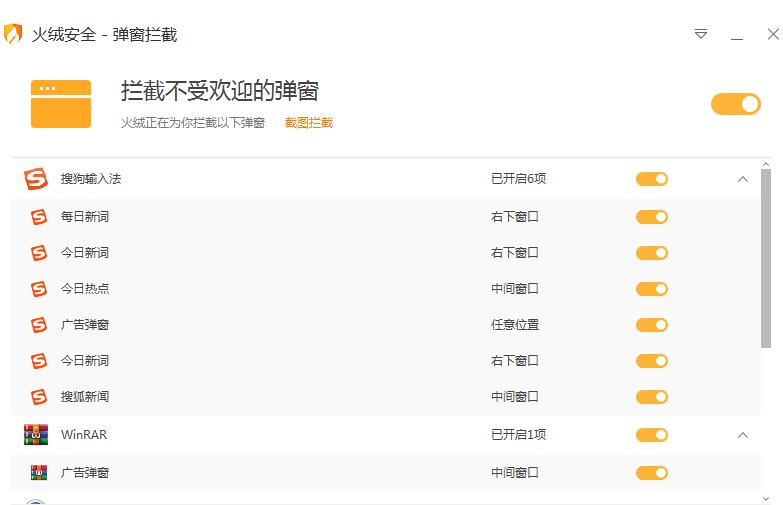 火绒安全 - 弹窗拦截
拦截不受欢迎的弹窗
火绒正在为你拦截以下弹窗 截图拦截
搜狗输入法 已开启6项
每日新词 右下窗口
今日新词 右下窗口
今日热点 中间窗口
广告弹窗 任意位置
今日新词 右下窗口
搜狐新闻 中间窗口
WinRAR 已开启1项
广告弹窗 中间窗口